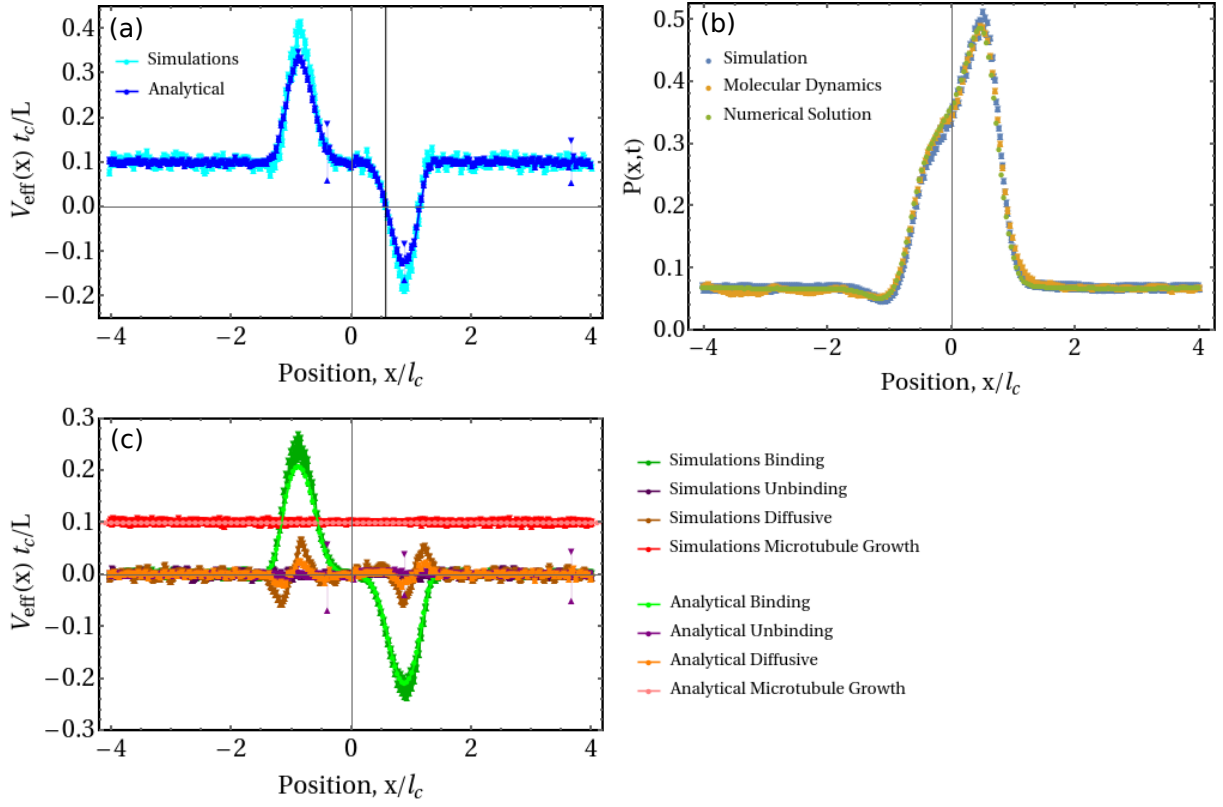 (a)
Simulations
Analytical
V_eff(x) t_c/L
0.4
0.3
0.2
0.1
0.0
−0.1
−0.2
−4 −2 0 2 4
Position, x/l_c
(b)
Simulation
Molecular Dynamics
Numerical Solution
P(x,t)
0.5
0.4
0.3
0.2
0.1
0.0
−4 −2 0 2 4
Position, x/l_c
(c)
V_eff(x) t_c/L
0.3
0.2
0.1
0.0
−0.1
−0.2
−0.3
−4 −2 0 2 4
Position, x/l_c
Simulations Binding
Simulations Unbinding
Simulations Diffusive
Simulations Microtubule Growth
Analytical Binding
Analytical Unbinding
Analytical Diffusive
Analytical Microtubule Growth